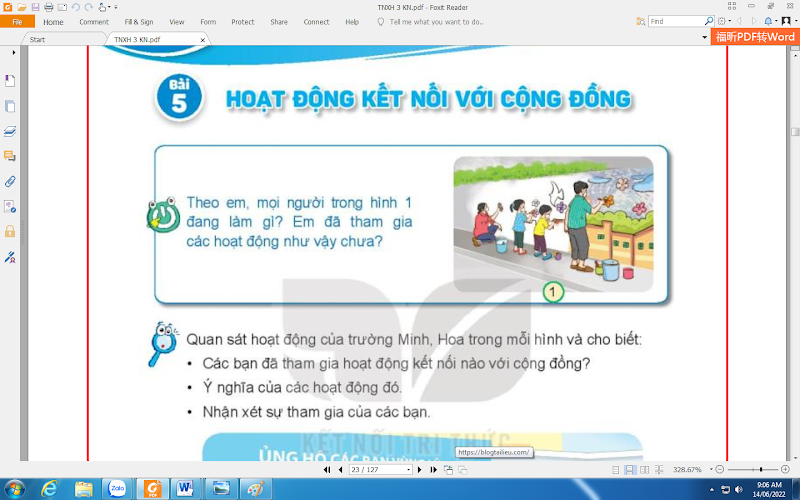 TNXH 3 KN.pdf - Foxit Reader
File Home Comment Fill & Sign View Form Protect Connect Share Help Tell me what you want to do.. Find
福昕PDF转Word
Start TNXH 3 KN.pdf
Bài
5
HOẠT ĐỘNG KẾT NỐI VỚI CỘNG ĐỒNG
Theo em, mọi người trong hình 1
đang làm gì? Em đã tham gia
các hoạt động như vậy chưa?
1
Quan sát hoạt động của trường Minh, Hoa trong mỗi hình và cho biết:
• Các bạn đã tham gia hoạt động kết nối nào với cộng đồng?
• Ý nghĩa của các hoạt động đó.
• Nhận xét sự tham gia của các bạn.
KẾT NỐI TRI THỨC
https://blogtailieu.com/
ỦNG HỘ CÁC BẠN VÙNG
23 / 127
328.67%
Zalo
9:06 AM
14/06/2022